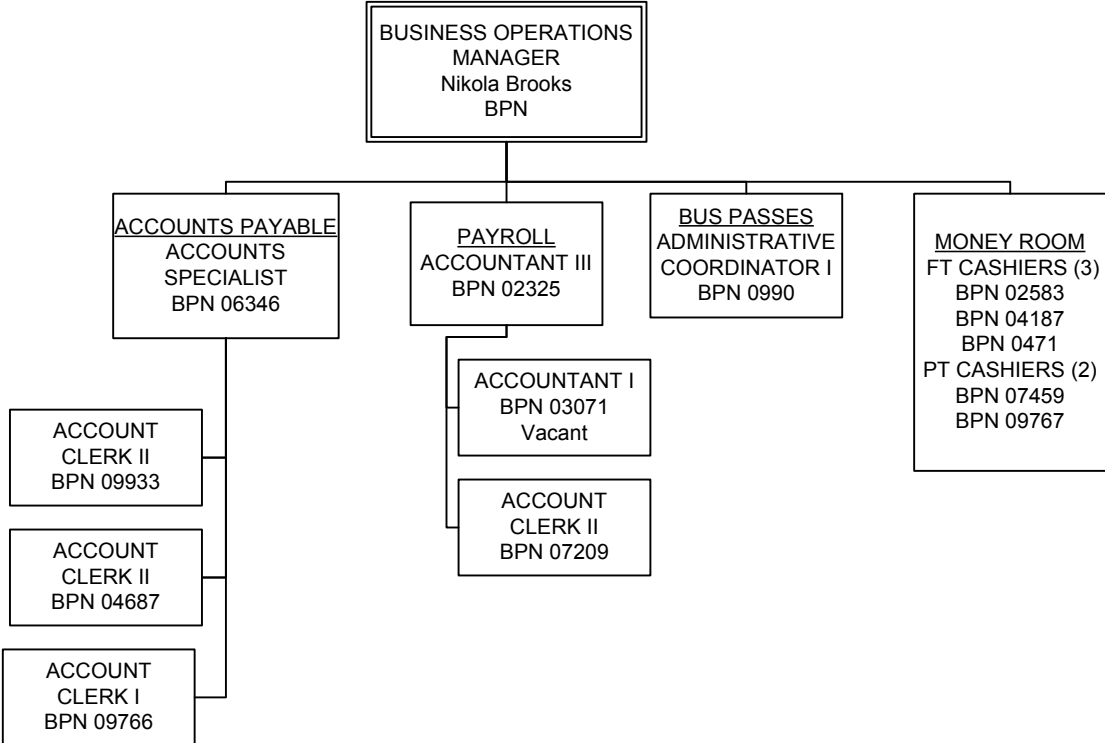 BUSINESS OPERATIONS
MANAGER
Nikola Brooks
BPN
ACCOUNTS PAYABLE
ACCOUNTS
SPECIALIST
BPN 06346
PAYROLL
ACCOUNTANT III
BPN 02325
BUS PASSES
ADMINISTRATIVE
COORDINATOR I
BPN 0990
MONEY ROOM
FT CASHIERS (3)
BPN 02583
BPN 04187
BPN 0471
PT CASHIERS (2)
BPN 07459
BPN 09767
ACCOUNT
CLERK II
BPN 09933
ACCOUNT
CLERK II
BPN 04687
ACCOUNT
CLERK I
BPN 09766
ACCOUNTANT I
BPN 03071
Vacant
ACCOUNT
CLERK II
BPN 07209